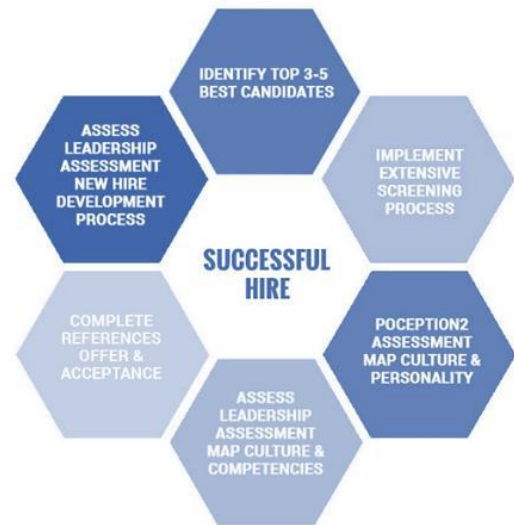 IDENTIFY TOP 3-5
BEST CANDIDATES
IMPLEMENT
EXTENSIVE
SCREENING
PROCESS
POCEPTION2
ASSESSMENT
MAP CULTURE &
PERSONALITY
ASSESS
LEADERSHIP
ASSESSMENT
MAP CULTURE &
COMPETENCIES
COMPLETE
REFERENCES
OFFER &
ACCEPTANCE
ASSESS
LEADERSHIP
ASSESSMENT
NEW HIRE
DEVELOPMENT
PROCESS
SUCCESSFUL
HIRE